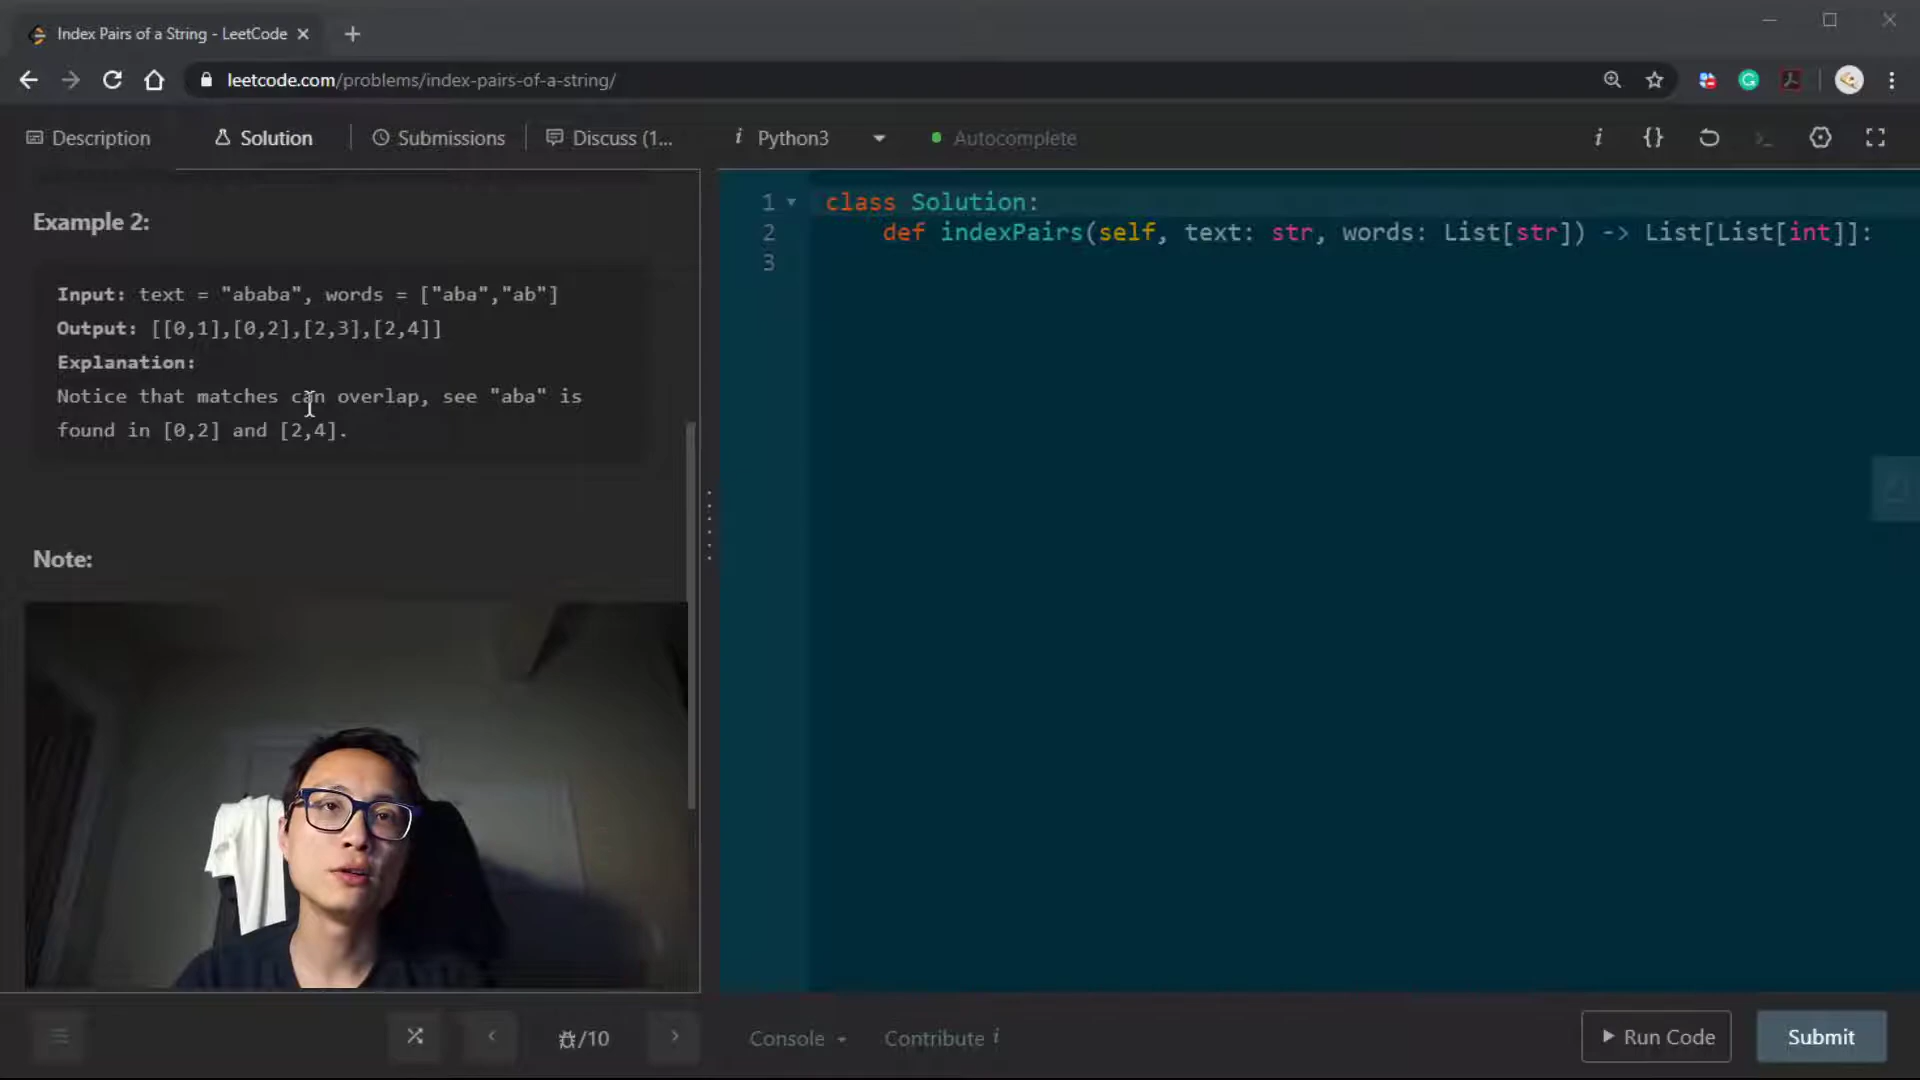 Index Pairs of a String - LeetCode
leetcode.com/problems/index-pairs-of-a-string/
Description
Solution
Submissions
Discuss (1...
i Python3
Autocomplete
i {}
Example 2:
Input: text = "ababa", words = ["aba","ab"]
Output: [[0,1],[0,2],[2,3],[2,4]]
Explanation:
Notice that matches can overlap, see "aba" is
found in [0,2] and [2,4].
Note:
1 class Solution:
2 def indexPairs(self, text: str, words: List[str]) -> List[List[int]]:
3
/10
Console
Contribute i
Run Code
Submit